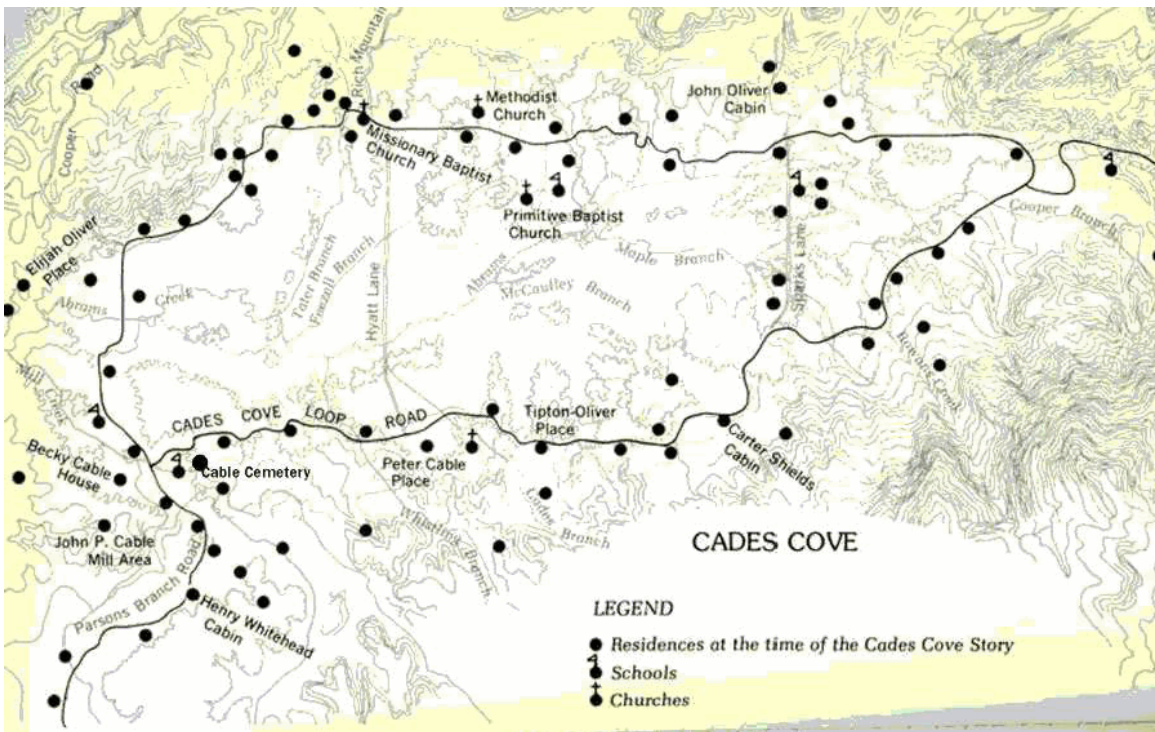 Rich Mountain
Cooper Road
Methodist
Church
John Oliver
Cabin
Missionary Baptist
Church
Primitive Baptist
Church
Cooper Branch
Elijah Oliver
Place
Tater Branch
Feezell Branch
Hyatt Lane
Abrams
Maple Branch
McCaulley Branch
Sparks Lane
Abrams Creek
Mill Creek
CADES COVE LOOP ROAD
Tipton-Oliver
Place
Becky Cable
House
Cable Cemetery
Peter Cable
Place
Carter Shields
Cabin
Whistling Branch
Branch
John P. Cable
Mill Area
Parsons Branch Road
Henry Whitehead
Cabin
CADES COVE
LEGEND
Residences at the time of the Cades Cove Story
Schools
Churches